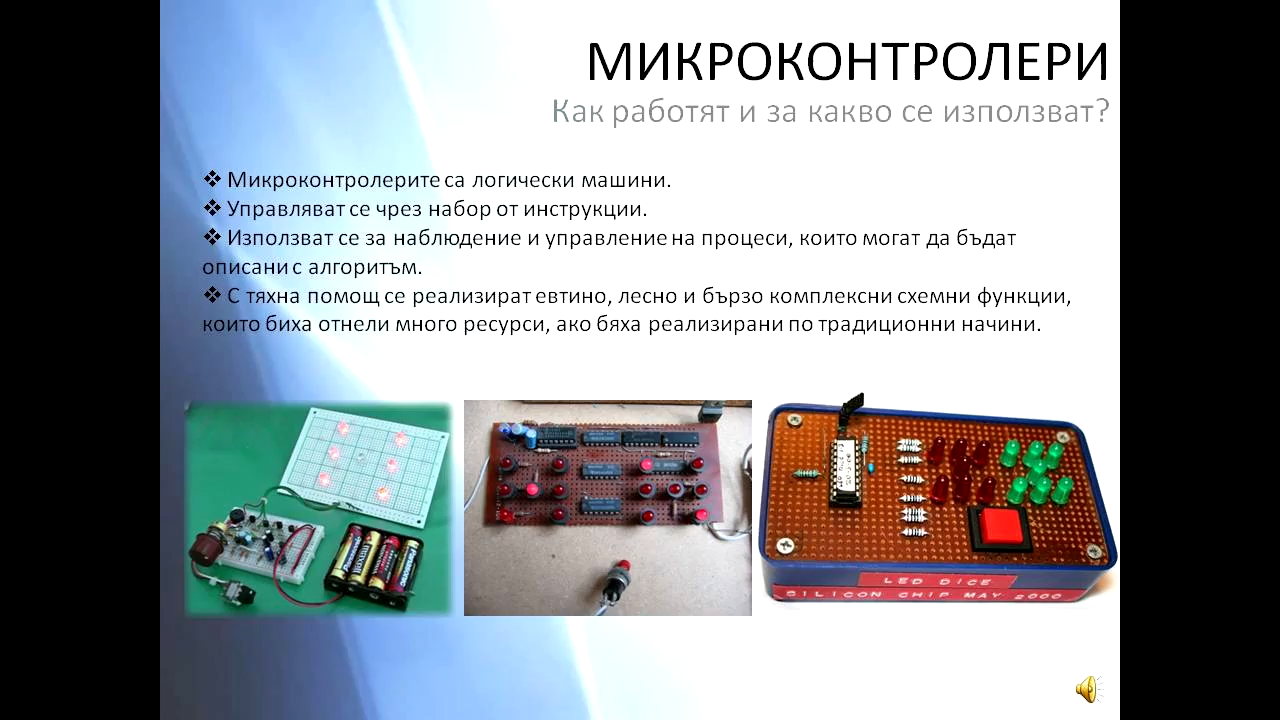 МИКРОКОНТРОЛЕРИ
Как работят и за какво се използват?
❖ Микроконтролерите са логически машини.
❖ Управляват се чрез набор от инструкции.
❖ Използват се за наблюдение и управление на процеси, които могат да бъдат
описани с алгоритъм.
❖ С тяхна помощ се реализират евтино, лесно и бързо комплексни схемни функции,
които биха отнели много ресурси, ако бяха реализирани по традиционни начини.
LED DICE
SILICON CHIP MAY 2000